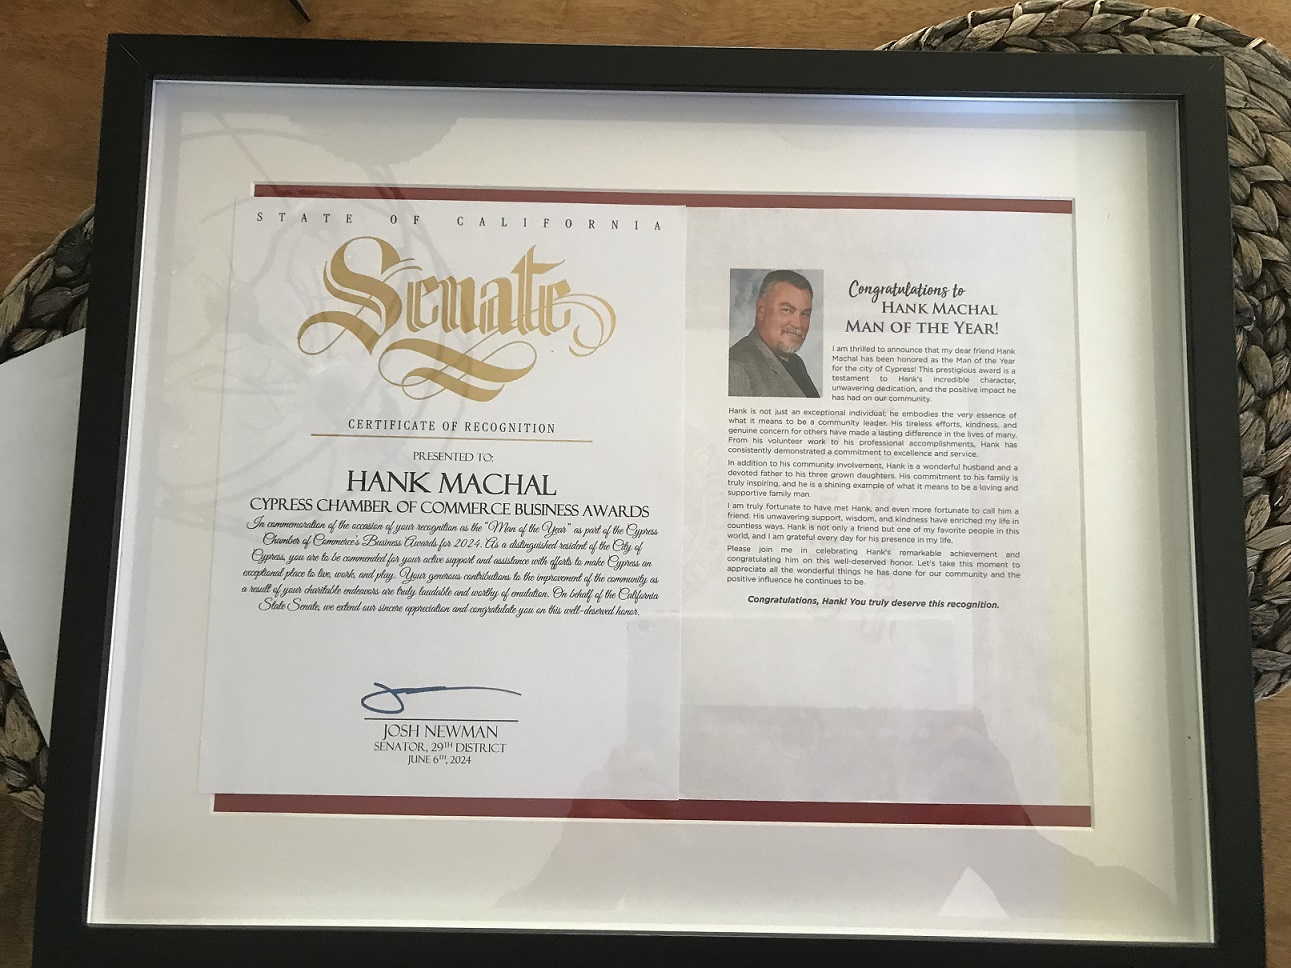 STATE OF CALIFORNIA
Senate
CERTIFICATE OF RECOGNITION
PRESENTED TO:
HANK MACHAL
CYPRESS CHAMBER OF COMMERCE BUSINESS AWARDS
In commemoration of the occasion of your recognition as the "Man of the Year" as part of the Cypress
Chamber of Commerce's Business Awards for 2024. As a distinguished resident of the City of
Cypress, you are to be commended for your active support and assistance with efforts to make Cypress an
exceptional place to live, work, and play. Your generous contributions to the improvement of the community as
a result of your charitable endeavors are truly laudable and worthy of emulation. On behalf of the California
State Senate, we extend our sincere appreciation and congratulate you on this well-deserved honor.
JOSH NEWMAN
SENATOR, 29TH DISTRICT
JUNE 6TH, 2024
Congratulations to
HANK MACHAL
MAN OF THE YEAR!
I am thrilled to announce that my dear friend Hank
Machal has been honored as the Man of the Year
for the city of Cypress! This prestigious award is a
testament to Hank's incredible character,
unwavering dedication, and the positive impact he
has had on our community.
Hank is not just an exceptional individual; he embodies the very essence of
what it means to be a community leader. His tireless efforts, kindness, and
genuine concern for others have made a lasting difference in the lives of many.
From his volunteer work to his professional accomplishments, Hank has
consistently demonstrated a commitment to excellence and service.
In addition to his community involvement, Hank is a wonderful husband and a
devoted father to his three grown daughters. His commitment to his family is
truly inspiring, and he is a shining example of what it means to be a loving and
supportive family man.
I am truly fortunate to have met Hank, and even more fortunate to call him a
friend. His unwavering support, wisdom, and kindness have enriched my life in
countless ways. Hank is not only a friend but one of my favorite people in this
world, and I am grateful every day for his presence in my life.
Please join me in celebrating Hank's remarkable achievement and
congratulating him on this well-deserved honor. Let's take this moment to
appreciate all the wonderful things he has done for our community and the
positive influence he continues to be.
Congratulations, Hank! You truly deserve this recognition.